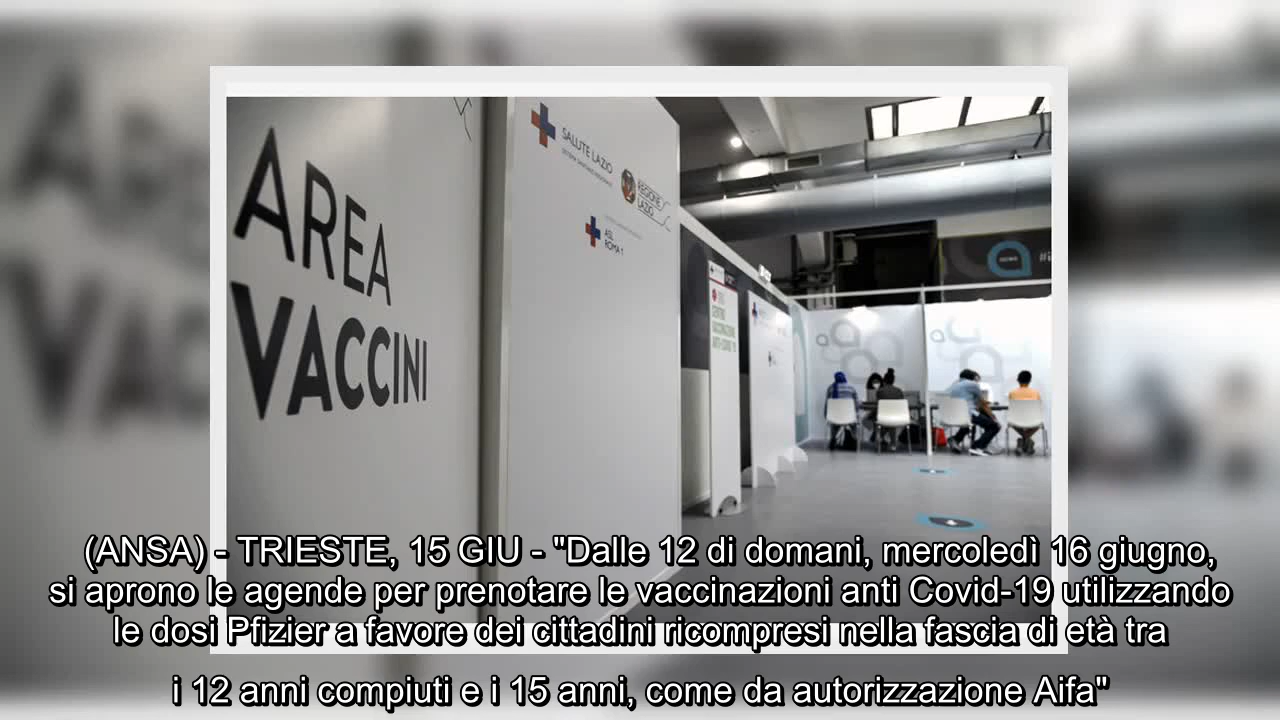 AREA
VACCINI
SALUTE LAZIO
REGIONE
LAZIO
ASL
ROMA 1
(ANSA) - TRIESTE, 15 GIU - "Dalle 12 di domani, mercoledì 16 giugno,
si aprono le agende per prenotare le vaccinazioni anti Covid-19 utilizzando
le dosi Pfizier a favore dei cittadini ricompresi nella fascia di età tra
i 12 anni compiuti e i 15 anni, come da autorizzazione Aifa"